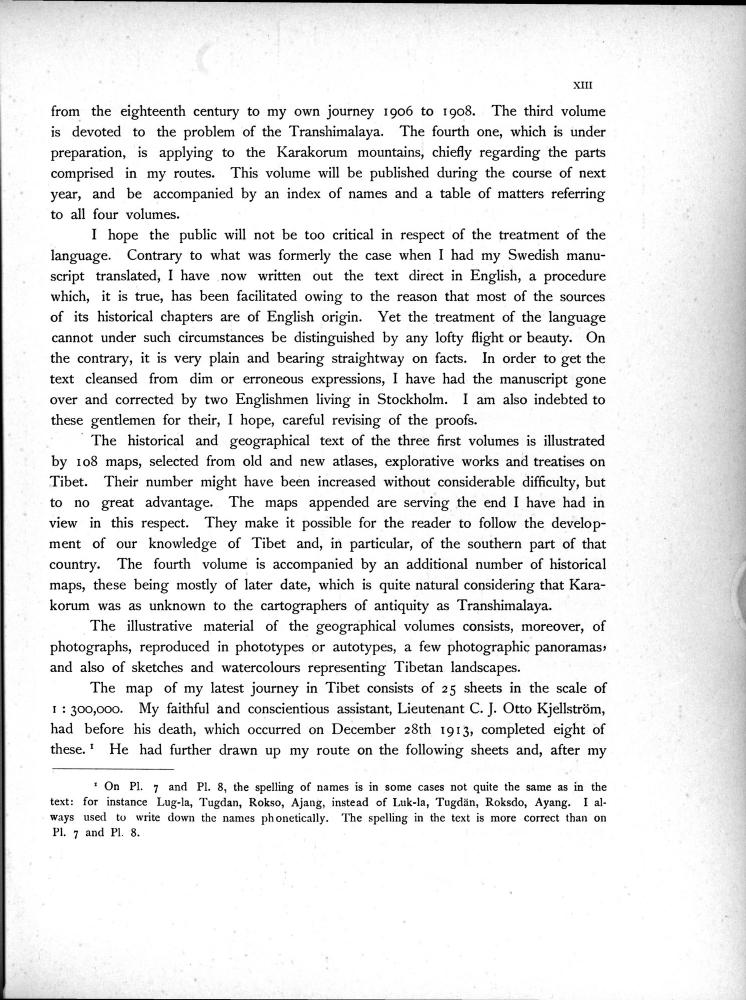 XIII
from the eighteenth century to my own journey 1906 to 1908. The third volume
is devoted to the problem of the Transhimalaya. The fourth one, which is under
preparation, is applying to the Karakorum mountains, chiefly regarding the parts
comprised in my routes. This volume will be published during the course of next
year, and be accompanied by an index of names and a table of matters referring
to all four volumes.
I hope the public will not be too critical in respect of the treatment of the
language. Contrary to what was formerly the case when I had my Swedish manu-
script translated, I have now written out the text direct in English, a procedure
which, it is true, has been facilitated owing to the reason that most of the sources
of its historical chapters are of English origin. Yet the treatment of the language
cannot under such circumstances be distinguished by any lofty flight or beauty. On
the contrary, it is very plain and bearing straightway on facts. In order to get the
text cleansed from dim or erroneous expressions, I have had the manuscript gone
over and corrected by two Englishmen living in Stockholm. I am also indebted to
these gentlemen for their, I hope, careful revising of the proofs.
The historical and geographical text of the three first volumes is illustrated
by 108 maps, selected from old and new atlases, explorative works and treatises on
Tibet. Their number might have been increased without considerable difficulty, but
to no great advantage. The maps appended are serving the end I have had in
view in this respect. They make it possible for the reader to follow the develop-
ment of our knowledge of Tibet and, in particular, of the southern part of that
country. The fourth volume is accompanied by an additional number of historical
maps, these being mostly of later date, which is quite natural considering that Kara-
korum was as unknown to the cartographers of antiquity as Transhimalaya.
The illustrative material of the geographical volumes consists, moreover, of
photographs, reproduced in phototypes or autotypes, a few photographic panoramas,
and also of sketches and watercolours representing Tibetan landscapes.
The map of my latest journey in Tibet consists of 25 sheets in the scale of
1 : 300,000. My faithful and conscientious assistant, Lieutenant C. J. Otto Kjellström,
had before his death, which occurred on December 28th 1913, completed eight of
these. ¹ He had further drawn up my route on the following sheets and, after my
¹ On Pl. 7 and Pl. 8, the spelling of names is in some cases not quite the same as in the
text: for instance Lug-la, Tugdan, Rokso, Ajang, instead of Luk-la, Tugdän, Roksdo, Ayang. I al-
ways used to write down the names phonetically. The spelling in the text is more correct than on
Pl. 7 and Pl. 8.